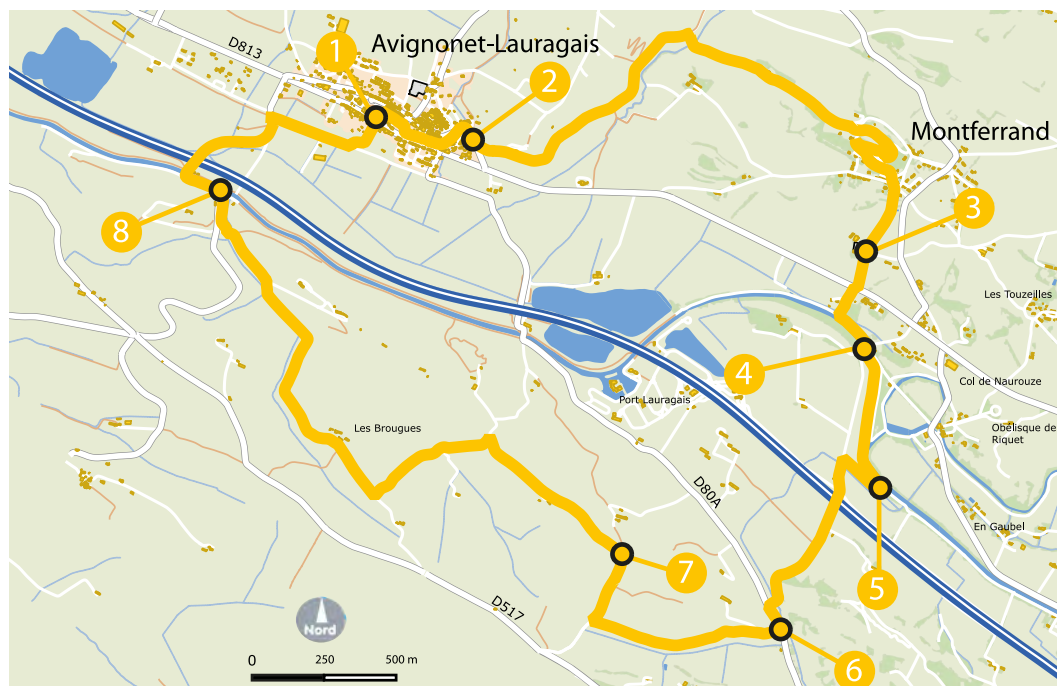 Avignonet-Lauragais
D813
1
2
Montferrand
3
8
Les Touzeilles
4
Col de Naurouze
Port Lauragais
Obélisque de
Riquet
Les Brougues
D80A
En Gaubel
7
5
D517
Nord
6
0 250 500 m